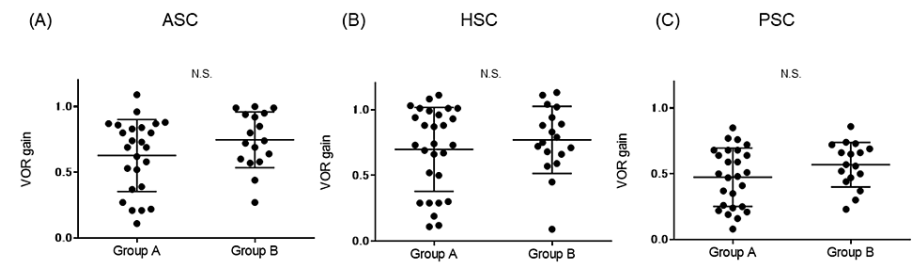 (A) ASC
N.S.
VOR gain
1.0
0.5
0.0
Group A Group B
(B) HSC
N.S.
VOR gain
1.0
0.5
0.0
Group A Group B
(C) PSC
N.S.
VOR gain
1.0
0.5
0.0
Group A Group B